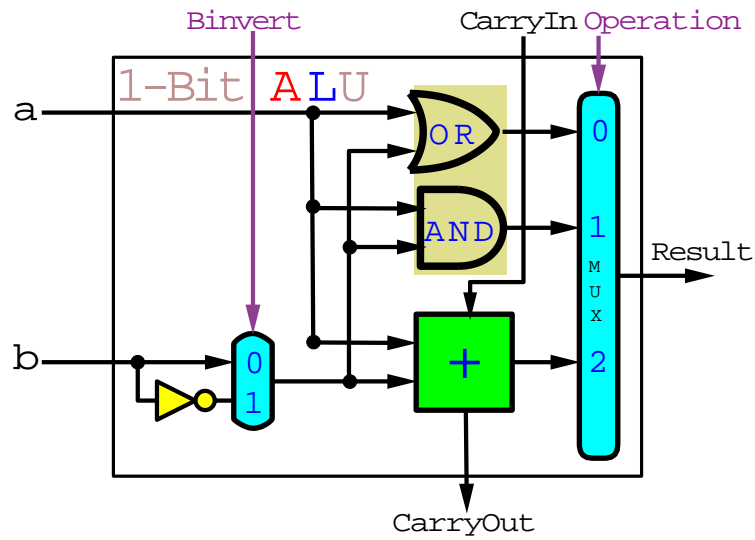 Binvert
CarryIn
Operation
1-Bit ALU
a
OR
0
AND
1
Result
M
U
X
b
0
1
+
2
CarryOut